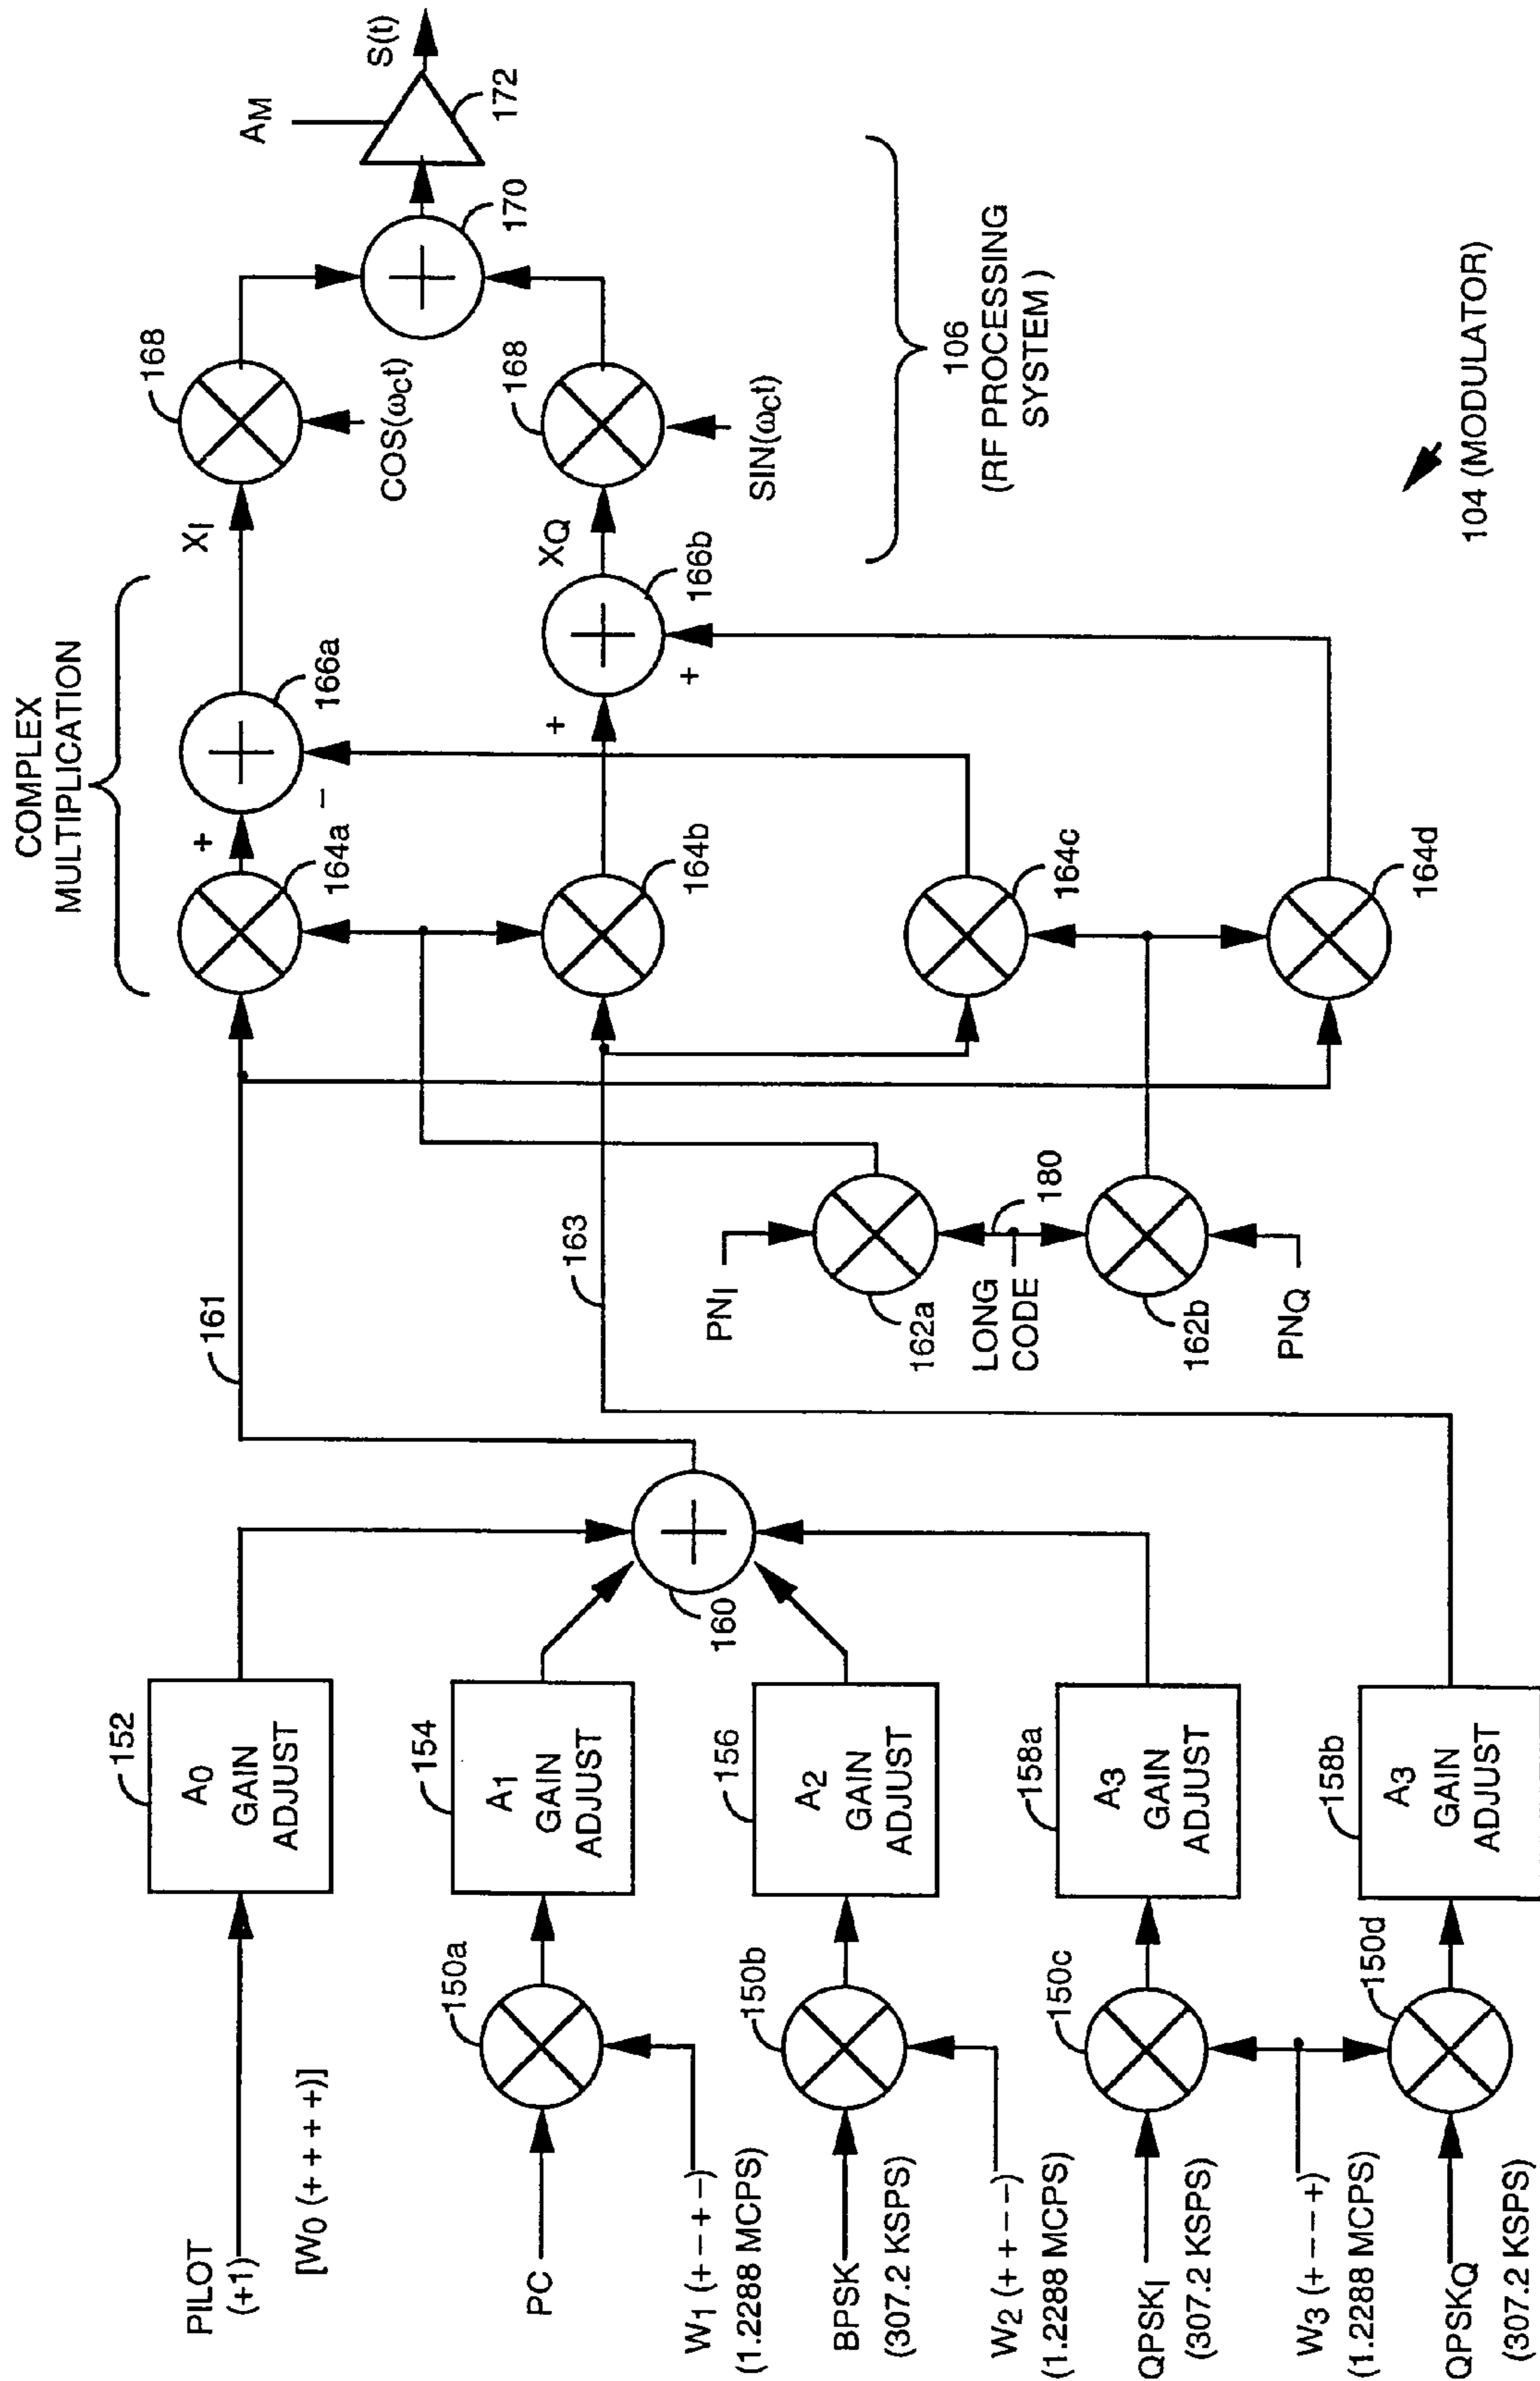 COMPLEX
MULTIPLICATION
AM
S(t)
172
170
168
COS(ωct)
XI
168
SIN(ωct)
XQ
166b
166a
+
−
+
+
106
(RF PROCESSING
SYSTEM)
104 (MODULATOR)
164a
164b
164c
164d
161
163
PNI
162a
LONG
CODE
180
162b
PNQ
160
152
A0
GAIN
ADJUST
154
A1
GAIN
ADJUST
156
A2
GAIN
ADJUST
158a
A3
GAIN
ADJUST
158b
A3
GAIN
ADJUST
150a
150b
150c
150d
PILOT
(+1)
[W0 (+ + + +)]
PC
W1 (+ − + −)
(1.2288 MCPS)
BPSK
(307.2 KSPS)
W2 (+ + − −)
(1.2288 MCPS)
QPSKI
(307.2 KSPS)
W3 (+ − − +)
(1.2288 MCPS)
QPSKQ
(307.2 KSPS)